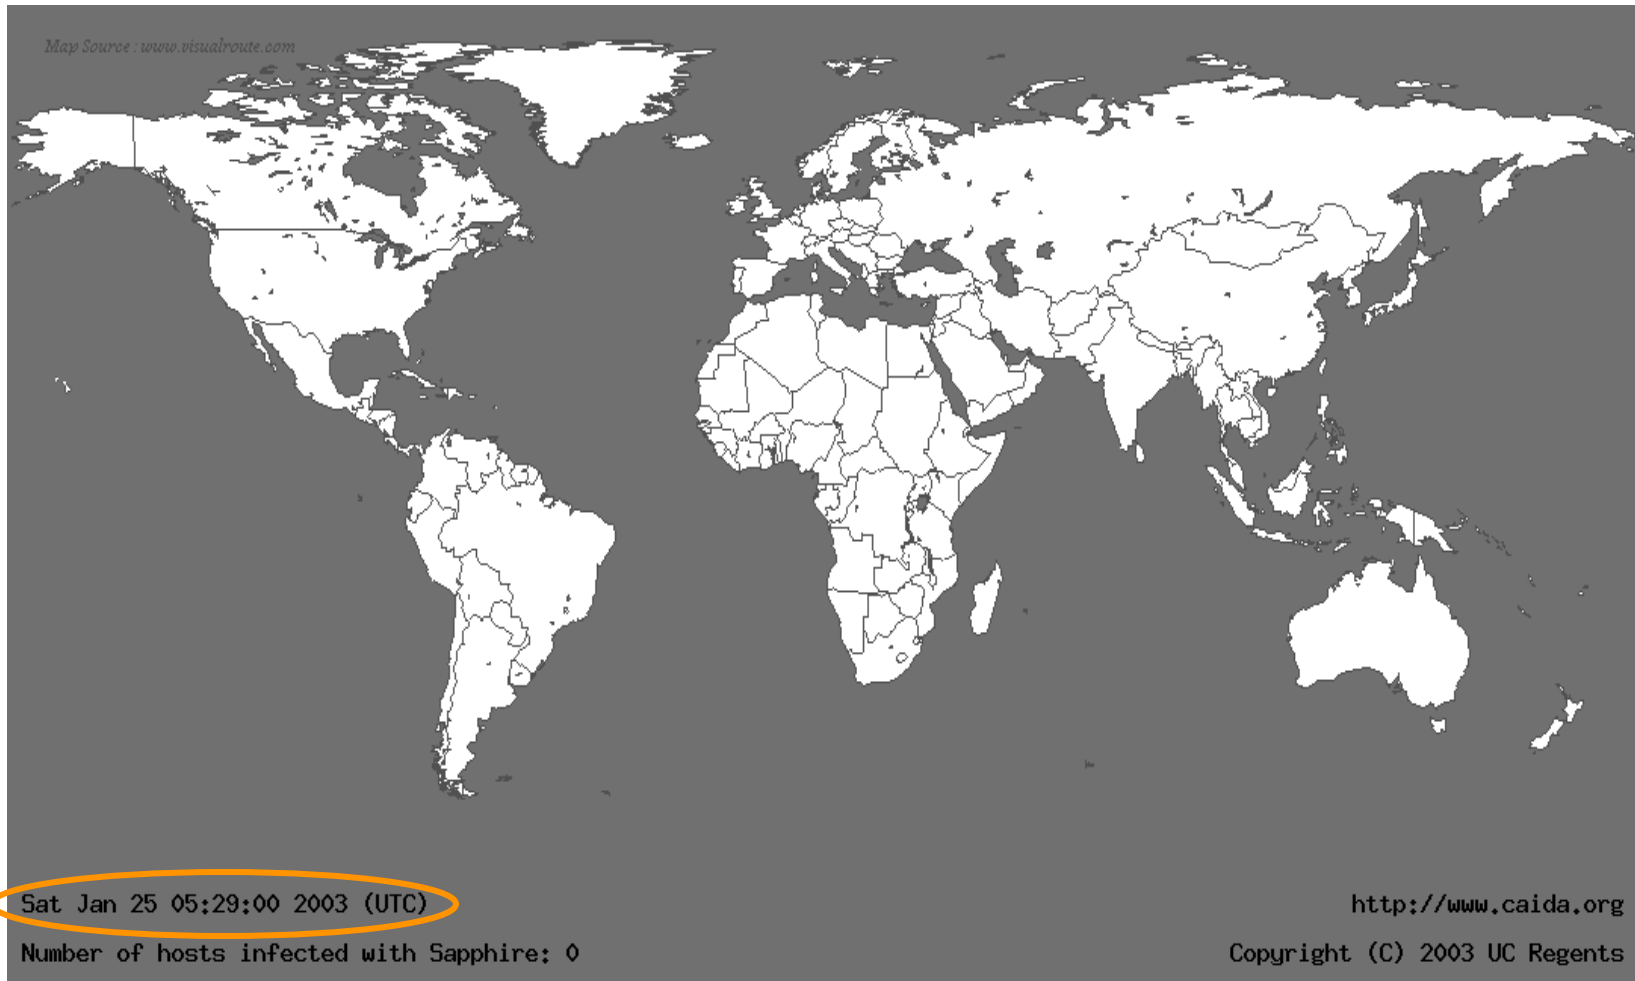 Map Source : www.visualroute.com
Sat Jan 25 05:29:00 2003 (UTC)
http://www.caida.org
Number of hosts infected with Sapphire: 0
Copyright (C) 2003 UC Regents